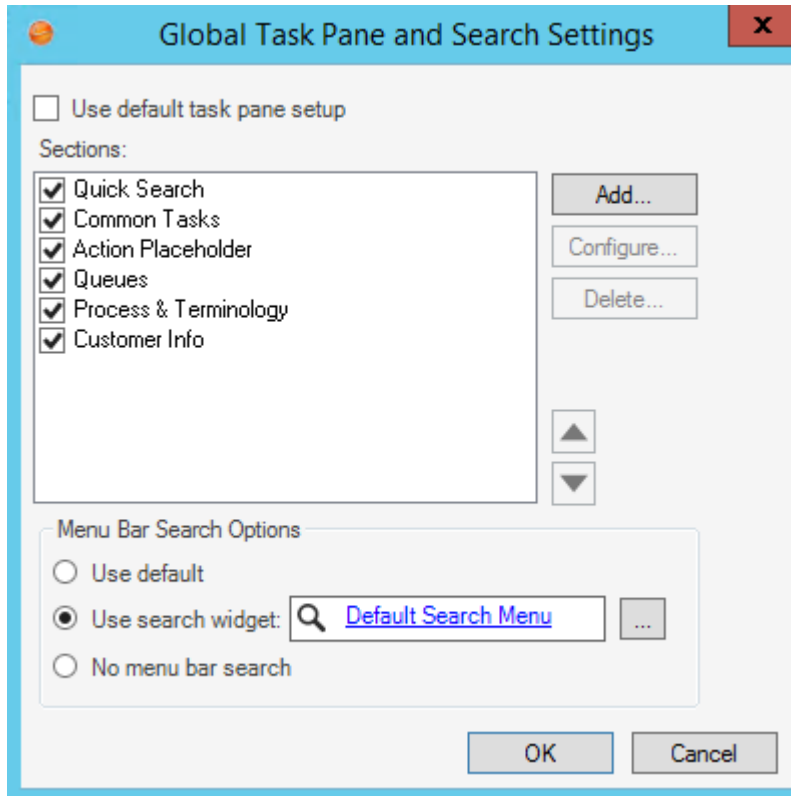 Global Task Pane and Search Settings
x
Use default task pane setup
Sections:
Quick Search
Add...
Common Tasks
Action Placeholder
Configure...
Queues
Process & Terminology
Delete...
Customer Info
Menu Bar Search Options
Use default
Use search widget: Default Search Menu ...
No menu bar search
OK Cancel